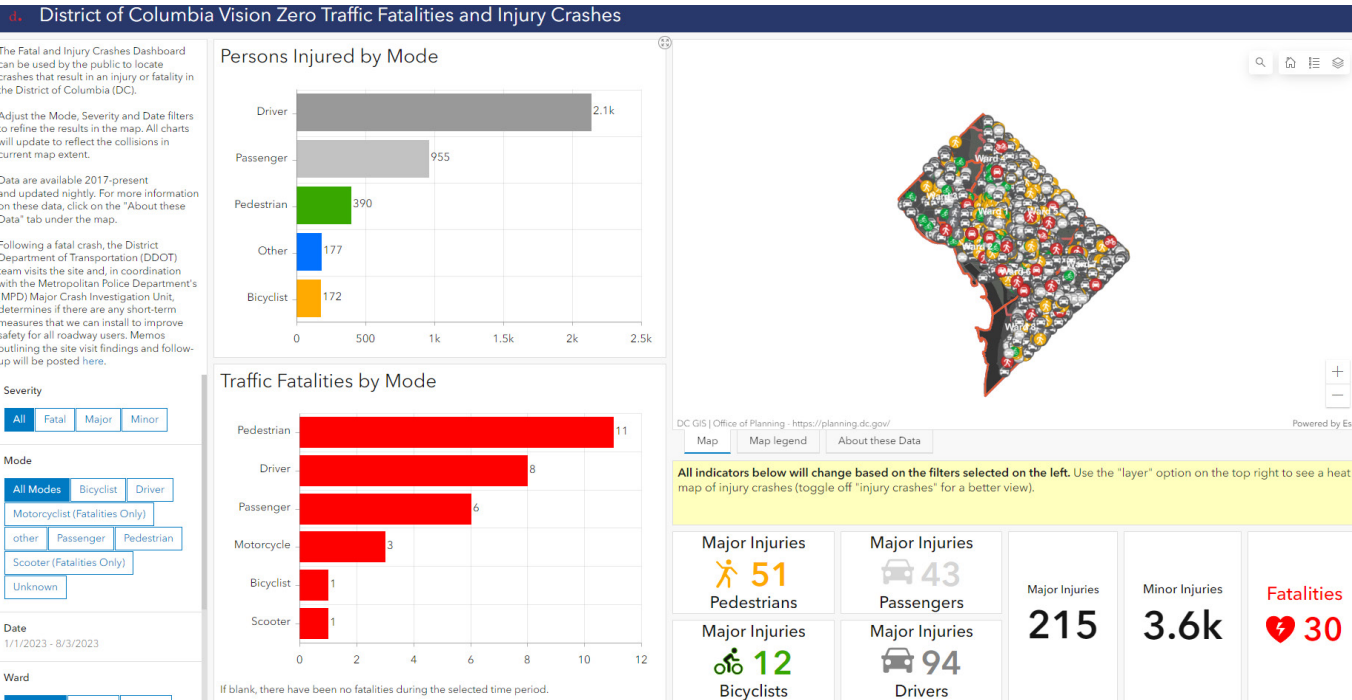 d. District of Columbia Vision Zero Traffic Fatalities and Injury Crashes
The Fatal and Injury Crashes Dashboard
can be used by the public to locate
crashes that result in an injury or fatality in
the District of Columbia (DC).
Adjust the Mode, Severity and Date filters
to refine the results in the map. All charts
will update to reflect the collisions in
current map extent.
Data are available 2017-present
and updated nightly. For more information
on these data, click on the "About these
Data" tab under the map.
Following a fatal crash, the District
Department of Transportation (DDOT)
team visits the site and, in coordination
with the Metropolitan Police Department's
(MPD) Major Crash Investigation Unit,
determines if there are any short-term
measures that we can install to improve
safety for all roadway users. Memos
outlining the site visit findings and follow-
up will be posted here.
Severity
All Fatal Major Minor
Mode
All Modes Bicyclist Driver
Motorcyclist (Fatalities Only)
other Passenger Pedestrian
Scooter (Fatalities Only)
Unknown
Date
1/1/2023 - 8/3/2023
Ward
Persons Injured by Mode
Driver 2.1k
Passenger 955
Pedestrian 390
Other 177
Bicyclist 172
0 500 1k 1.5k 2k 2.5k
Traffic Fatalities by Mode
Pedestrian 11
Driver 8
Passenger 6
Motorcycle 3
Bicyclist 1
Scooter 1
0 2 4 6 8 10 12
If blank, there have been no fatalities during the selected time period.
Ward 4
Ward
Ward 1
Ward 5
Ward 2
Ward 6
Ward
Ward 8
+
−
DC GIS | Office of Planning - https://planning.dc.gov/ Powered by Es
Map Map legend About these Data
All indicators below will change based on the filters selected on the left. Use the "layer" option on the top right to see a heat
map of injury crashes (toggle off "injury crashes" for a better view).
Major Injuries
51
Pedestrians
Major Injuries
43
Passengers
Major Injuries
12
Bicyclists
Major Injuries
94
Drivers
Major Injuries
215
Minor Injuries
3.6k
Fatalities
30